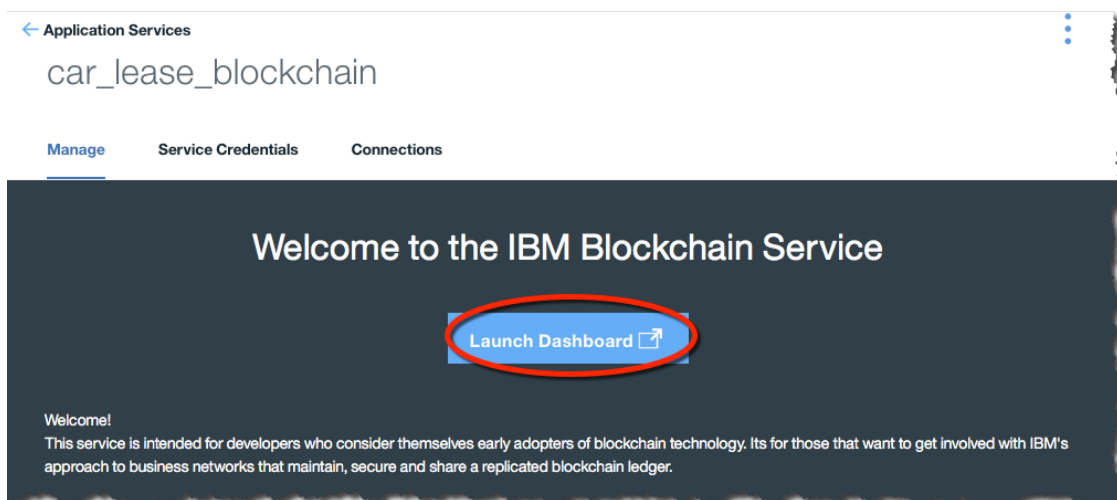 Application Services
car_lease_blockchain
Manage Service Credentials Connections
Welcome to the IBM Blockchain Service
Launch Dashboard
Welcome!
This service is intended for developers who consider themselves early adopters of blockchain technology. Its for those that want to get involved with IBM's
approach to business networks that maintain, secure and share a replicated blockchain ledger.